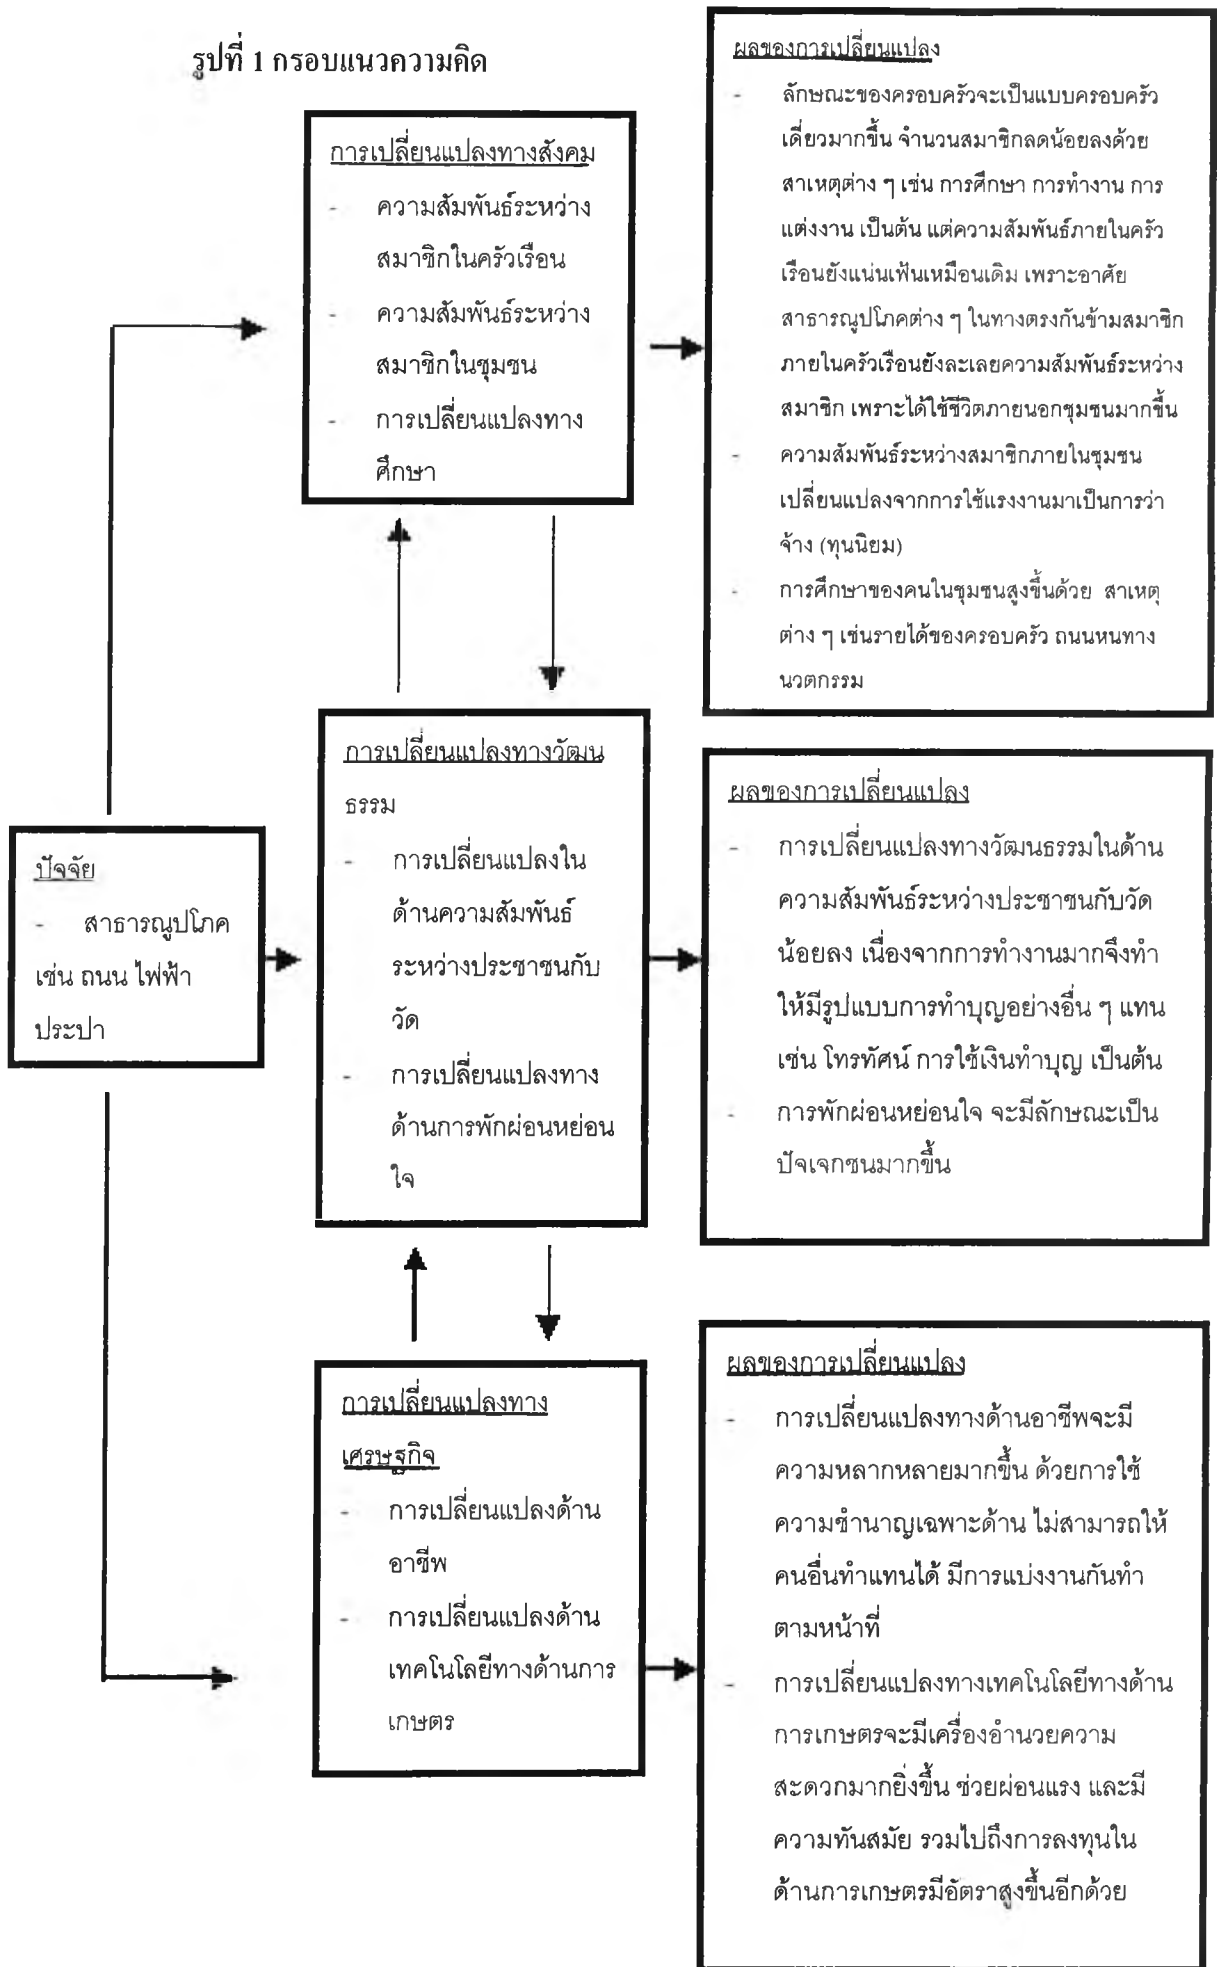 รูปที่ 1 กรอบแนวความคิด
ปัจจัย
- สาธารณูปโภค
เช่น ถนน ไฟฟ้า
ประปา
การเปลี่ยนแปลงทางสังคม
- ความสัมพันธ์ระหว่าง
สมาชิกในครัวเรือน
- ความสัมพันธ์ระหว่าง
สมาชิกในชุมชน
- การเปลี่ยนแปลงทาง
ศึกษา
ผลของการเปลี่ยนแปลง
- ลักษณะของครอบครัวจะเป็นแบบครอบครัว
เดี่ยวมากขึ้น จำนวนสมาชิกลดน้อยลงด้วย
สาเหตุต่าง ๆ เช่น การศึกษา การทำงาน การ
แต่งงาน เป็นต้น แต่ความสัมพันธ์ภายในครัว
เรือนยังแน่นแฟ้นเหมือนเดิม เพราะอาศัย
สาธารณูปโภคต่าง ๆ ในทางตรงกันข้ามสมาชิก
ภายในครัวเรือนยังละเลยความสัมพันธ์ระหว่าง
สมาชิก เพราะได้ใช้ชีวิตภายนอกชุมชนมากขึ้น
- ความสัมพันธ์ระหว่างสมาชิกภายในชุมชน
เปลี่ยนแปลงจากการใช้แรงงานมาเป็นการว่า
จ้าง (ทุนนิยม)
- การศึกษาของคนในชุมชนสูงขึ้นด้วย สาเหตุ
ต่าง ๆ เช่นรายได้ของครอบครัว ถนนหนทาง
นวตกรรม
การเปลี่ยนแปลงทางวัฒน
ธรรม
- การเปลี่ยนแปลงใน
ด้านความสัมพันธ์
ระหว่างประชาชนกับ
วัด
- การเปลี่ยนแปลงทาง
ด้านการพักผ่อนหย่อน
ใจ
ผลของการเปลี่ยนแปลง
- การเปลี่ยนแปลงทางวัฒนธรรมในด้าน
ความสัมพันธ์ระหว่างประชาชนกับวัด
น้อยลง เนื่องจากการทำงานมากจึงทำ
ให้มีรูปแบบการทำบุญอย่างอื่น ๆ แทน
เช่น โทรทัศน์ การใช้เงินทำบุญ เป็นต้น
- การพักผ่อนหย่อนใจ จะมีลักษณะเป็น
ปัจเจกชนมากขึ้น
การเปลี่ยนแปลงทาง
เศรษฐกิจ
- การเปลี่ยนแปลงด้าน
อาชีพ
- การเปลี่ยนแปลงด้าน
เทคโนโลยีทางด้านการ
เกษตร
ผลของการเปลี่ยนแปลง
- การเปลี่ยนแปลงทางด้านอาชีพจะมี
ความหลากหลายมากขึ้น ด้วยการใช้
ความชำนาญเฉพาะด้าน ไม่สามารถให้
คนอื่นทำแทนได้ มีการแบ่งงานกันทำ
ตามหน้าที่
- การเปลี่ยนแปลงทางเทคโนโลยีทางด้าน
การเกษตรจะมีเครื่องอำนวยความ
สะดวกมากยิ่งขึ้น ช่วยผ่อนแรง และมี
ความทันสมัย รวมไปถึงการลงทุนใน
ด้านการเกษตรมีอัตราสูงขึ้นอีกด้วย